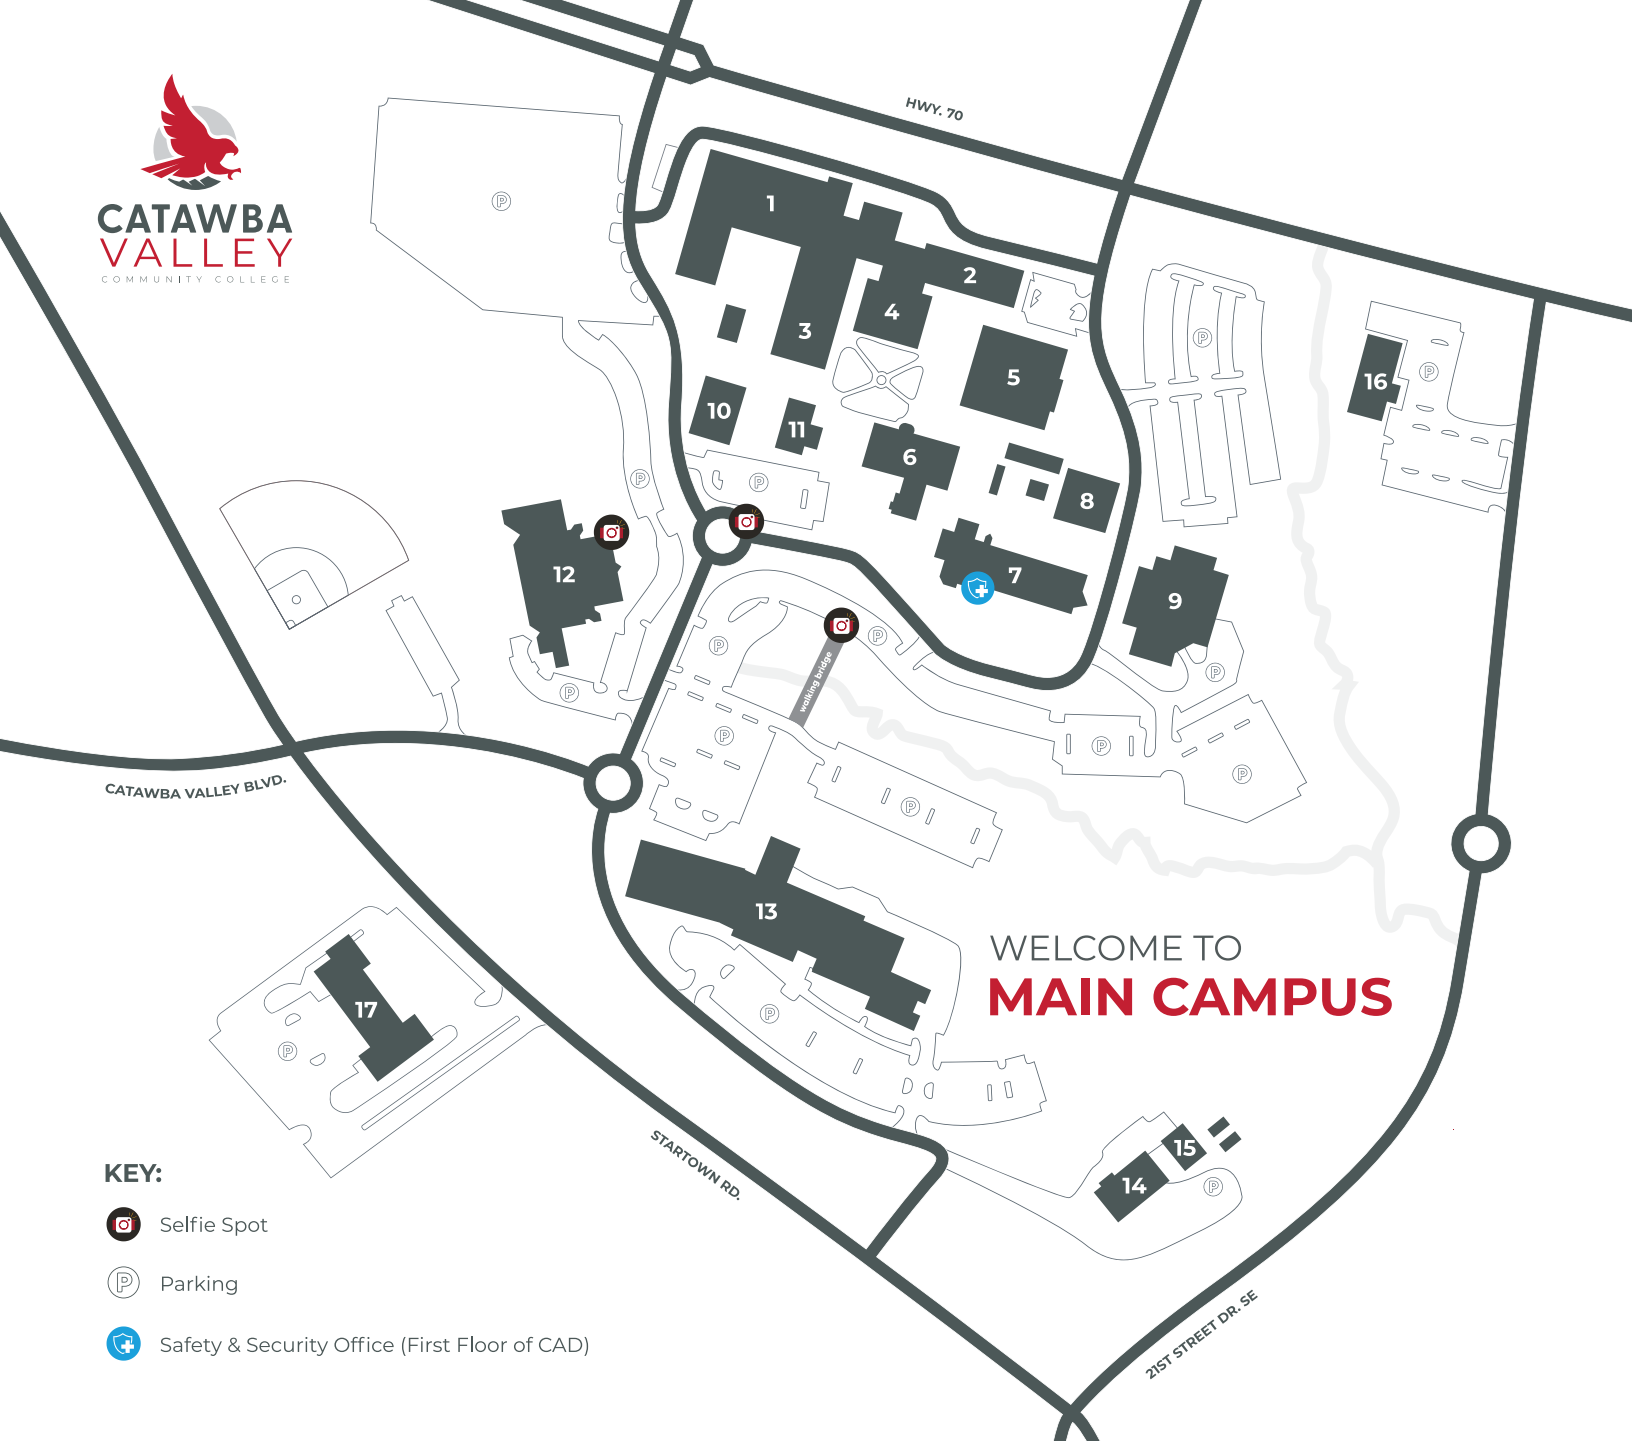 HWY. 70
CATAWBA
VALLEY
COMMUNITY COLLEGE
P
1
2
4
3
P
5
16
P
10
11
6
P
P
8
12
7
9
P
P
P
P
walking bridge
P
P
P
P
CATAWBA VALLEY BLVD.
13
WELCOME TO
MAIN CAMPUS
17
P
P
STARTOWN RD.
15
14
P
KEY:
Selfie Spot
P Parking
Safety & Security Office (First Floor of CAD)
21ST STREET DR. SE